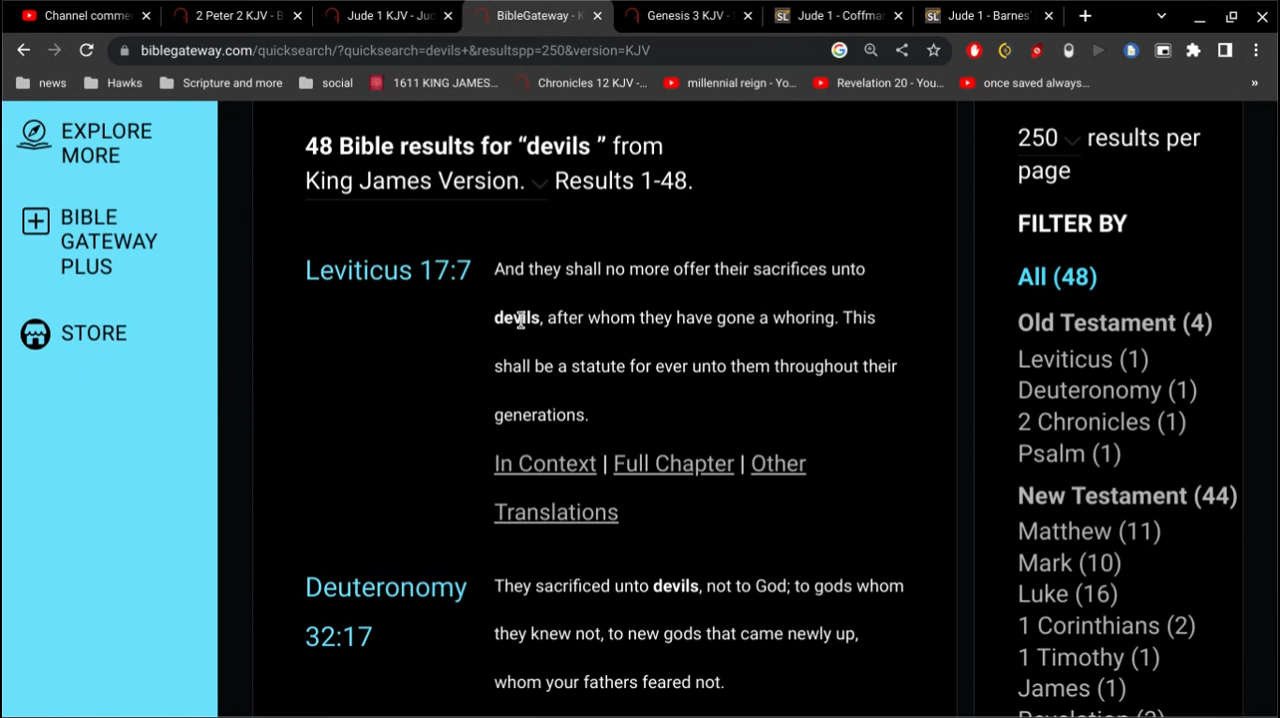 Channel comme
2 Peter 2 KJV - B
Jude 1 KJV - Jud
BibleGateway - K
Genesis 3 KJV -
SL Jude 1 - Coffma
SL Jude 1 - Barnes'
biblegateway.com/quicksearch/?quicksearch=devils+&resultspp=250&version=KJV
news
Hawks
Scripture and more
social
1611 KING JAMES...
Chronicles 12 KJV -...
millennial reign - Yo...
Revelation 20 - You...
once saved always...
»
EXPLORE
MORE
BIBLE
GATEWAY
PLUS
STORE
48 Bible results for “devils ” from
King James Version. Results 1-48.
Leviticus 17:7
And they shall no more offer their sacrifices unto
devils, after whom they have gone a whoring. This
shall be a statute for ever unto them throughout their
generations.
In Context | Full Chapter | Other
Translations
Deuteronomy
32:17
They sacrificed unto devils, not to God; to gods whom
they knew not, to new gods that came newly up,
whom your fathers feared not.
250 results per
page
FILTER BY
All (48)
Old Testament (4)
Leviticus (1)
Deuteronomy (1)
2 Chronicles (1)
Psalm (1)
New Testament (44)
Matthew (11)
Mark (10)
Luke (16)
1 Corinthians (2)
1 Timothy (1)
James (1)